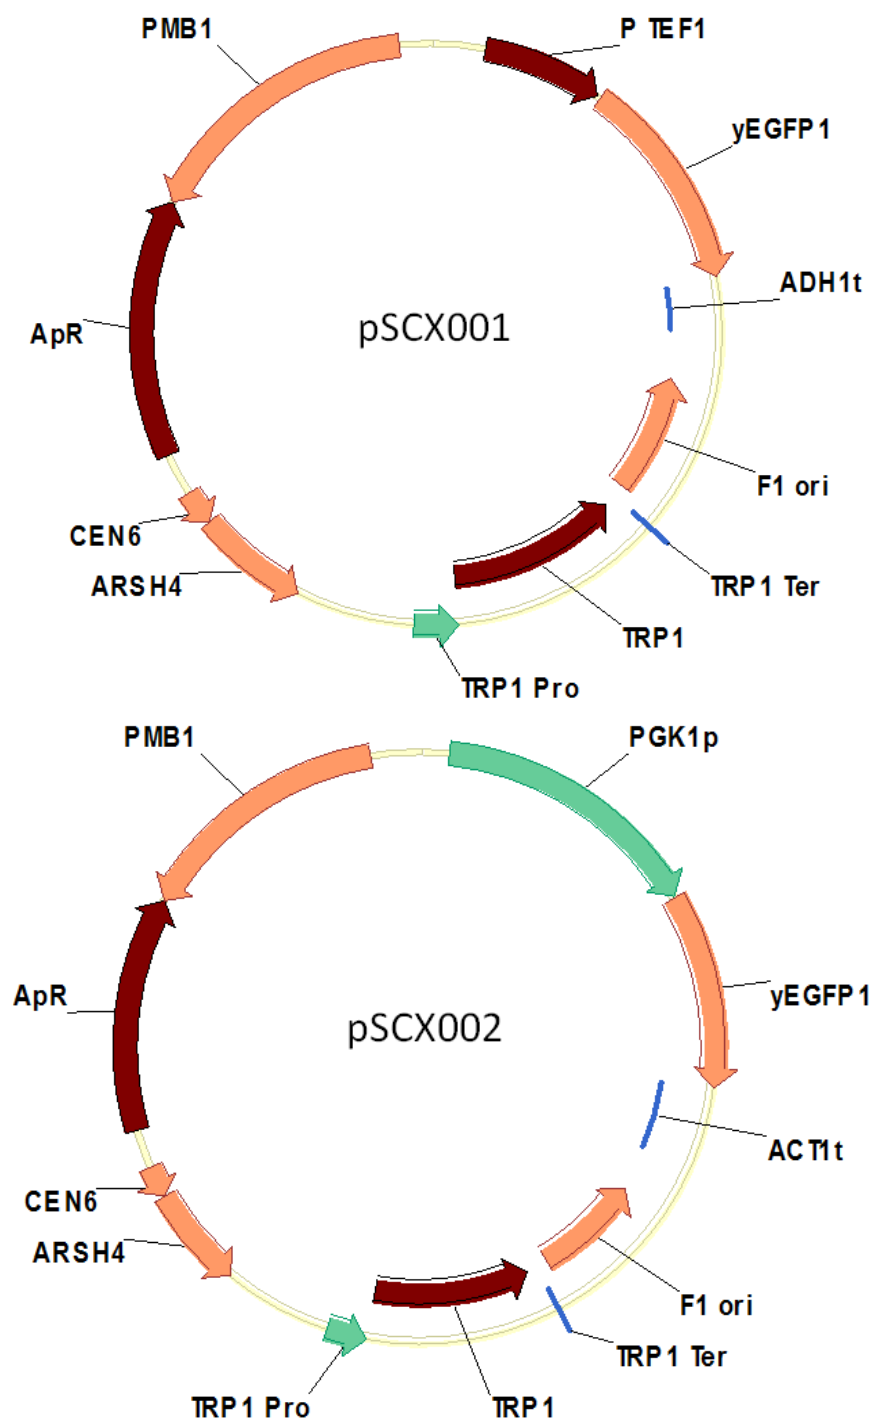 PMB1
P TEF1
yEGFP1
ADH1t
pSCX001
ApR
F1 ori
CEN6
ARSH4
TRP1 Ter
TRP1
TRP1 Pro
PMB1
PGK1p
ApR
yEGFP1
pSCX002
ACT1t
CEN6
ARSH4
F1 ori
TRP1 Ter
TRP1 Pro
TRP1